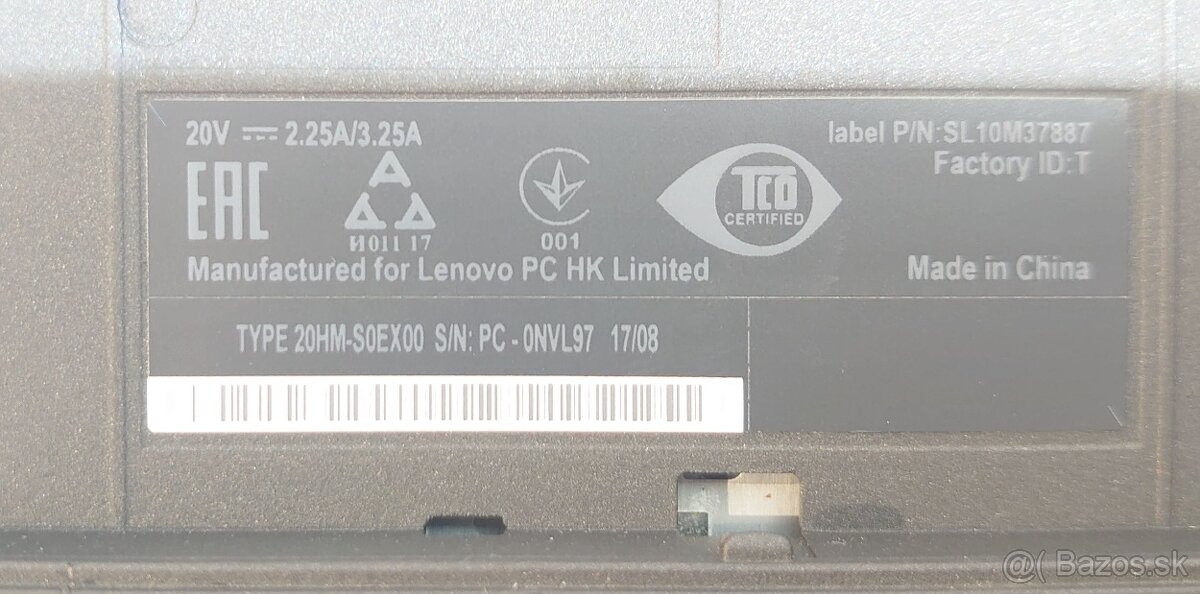 20V ⎓ 2.25A/3.25A
label P/N:SL10M37887
Factory ID:T
EAC
И011 17
001
TCO
CERTIFIED
Manufactured for Lenovo PC HK Limited
Made in China
TYPE 20HM-S0EX00 S/N: PC - 0NVL97 17/08
@( Bazos.sk